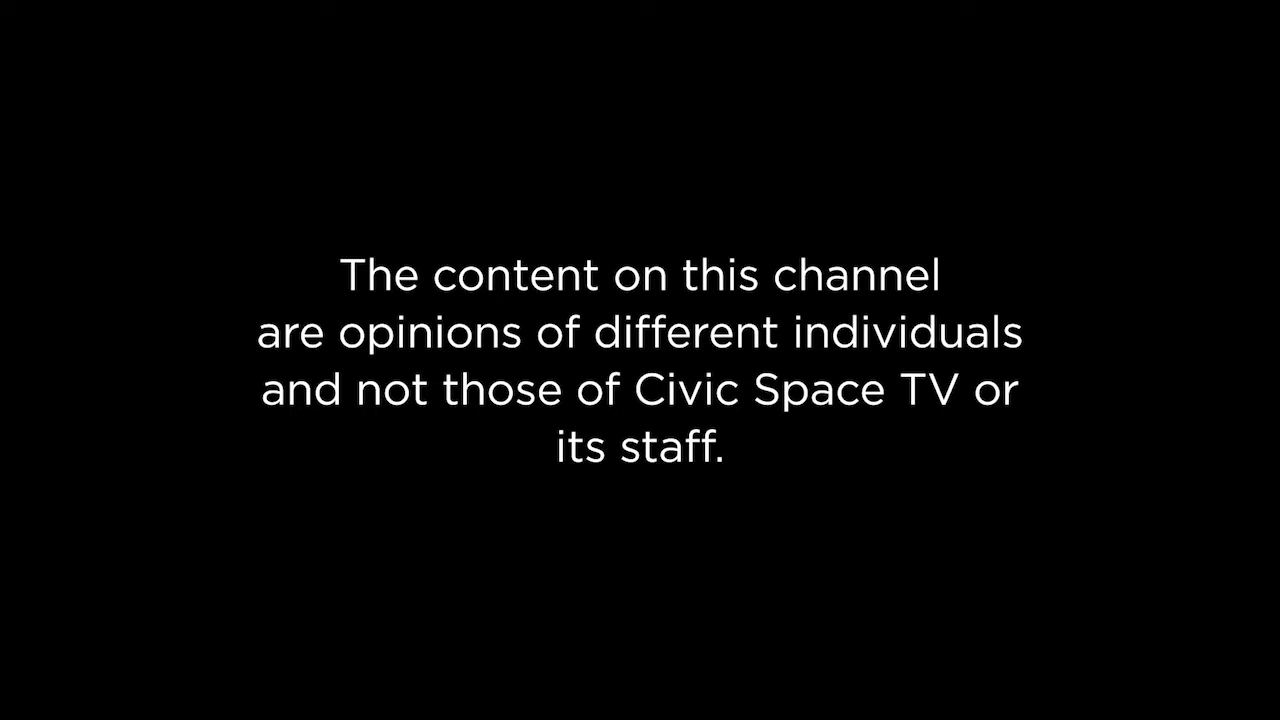 The content on this channel
are opinions of different individuals
and not those of Civic Space TV or
its staff.